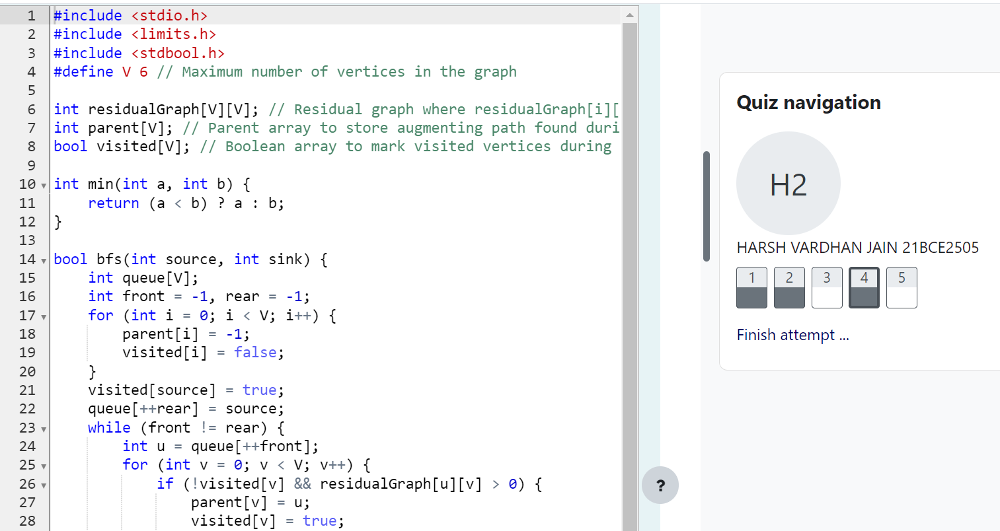 1 #include <stdio.h>
2 #include <limits.h>
3 #include <stdbool.h>
4 #define V 6 // Maximum number of vertices in the graph
5
6 int residualGraph[V][V]; // Residual graph where residualGraph[i][
7 int parent[V]; // Parent array to store augmenting path found duri
8 bool visited[V]; // Boolean array to mark visited vertices during
9
10 int min(int a, int b) {
11     return (a < b) ? a : b;
12 }
13
14 bool bfs(int source, int sink) {
15     int queue[V];
16     int front = -1, rear = -1;
17     for (int i = 0; i < V; i++) {
18         parent[i] = -1;
19         visited[i] = false;
20     }
21     visited[source] = true;
22     queue[++rear] = source;
23     while (front != rear) {
24         int u = queue[++front];
25         for (int v = 0; v < V; v++) {
26             if (!visited[v] && residualGraph[u][v] > 0) {
27                 parent[v] = u;
28                 visited[v] = true;
?
Quiz navigation
H2
HARSH VARDHAN JAIN 21BCE2505
1 2 3 4 5
Finish attempt ...